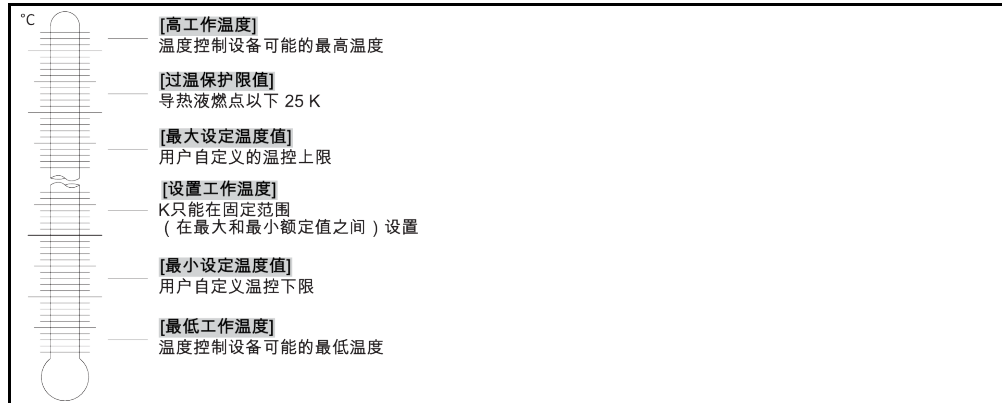 °C
[高工作温度]
温度控制设备可能的最高温度
[过温保护限值]
导热液燃点以下 25 K
[最大设定温度值]
用户自定义的温控上限
[设置工作温度]
K只能在固定范围
（在最大和最小额定值之间）设置
[最小设定温度值]
用户自定义温控下限
[最低工作温度]
温度控制设备可能的最低温度